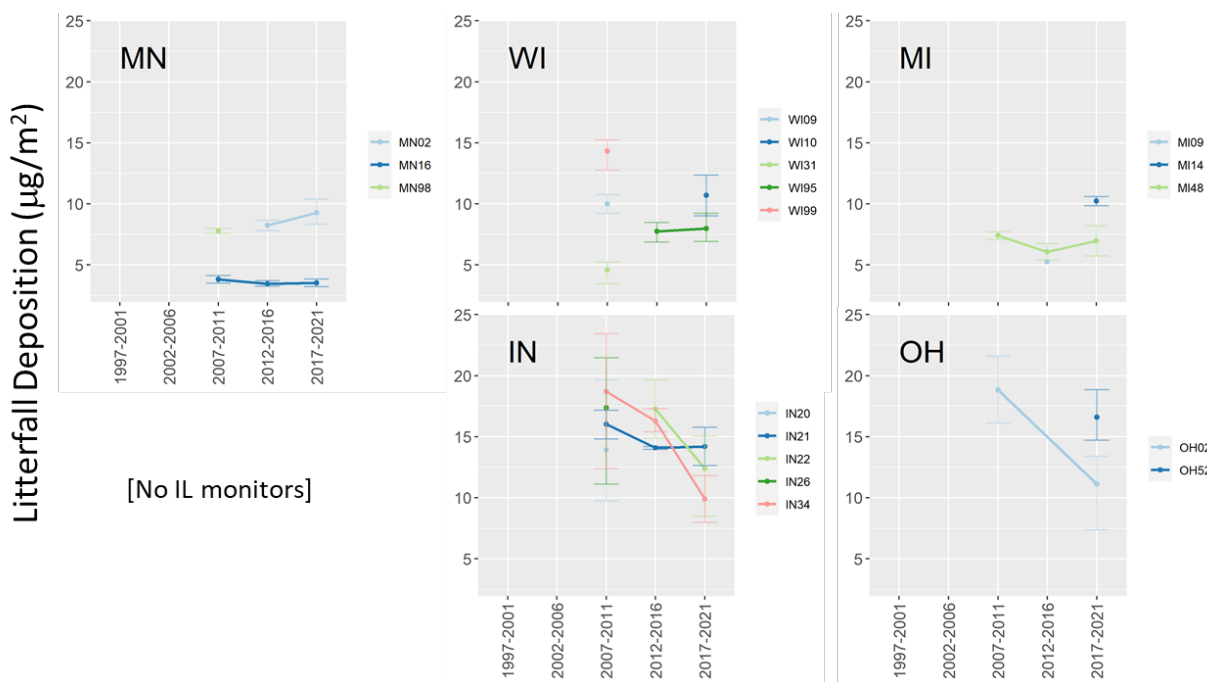 Litterfall Deposition (μg/m²)
25
20
15
10
5
MN
MN02
MN16
MN98
1997-2001
2002-2006
2007-2011
2012-2016
2017-2021
25
20
15
10
5
WI
WI09
WI10
WI31
WI95
WI99
25
20
15
10
5
MI
MI09
MI14
MI48
[No IL monitors]
25
20
15
10
5
IN
IN20
IN21
IN22
IN26
IN34
1997-2001
2002-2006
2007-2011
2012-2016
2017-2021
25
20
15
10
5
OH
OH02
OH52
1997-2001
2002-2006
2007-2011
2012-2016
2017-2021